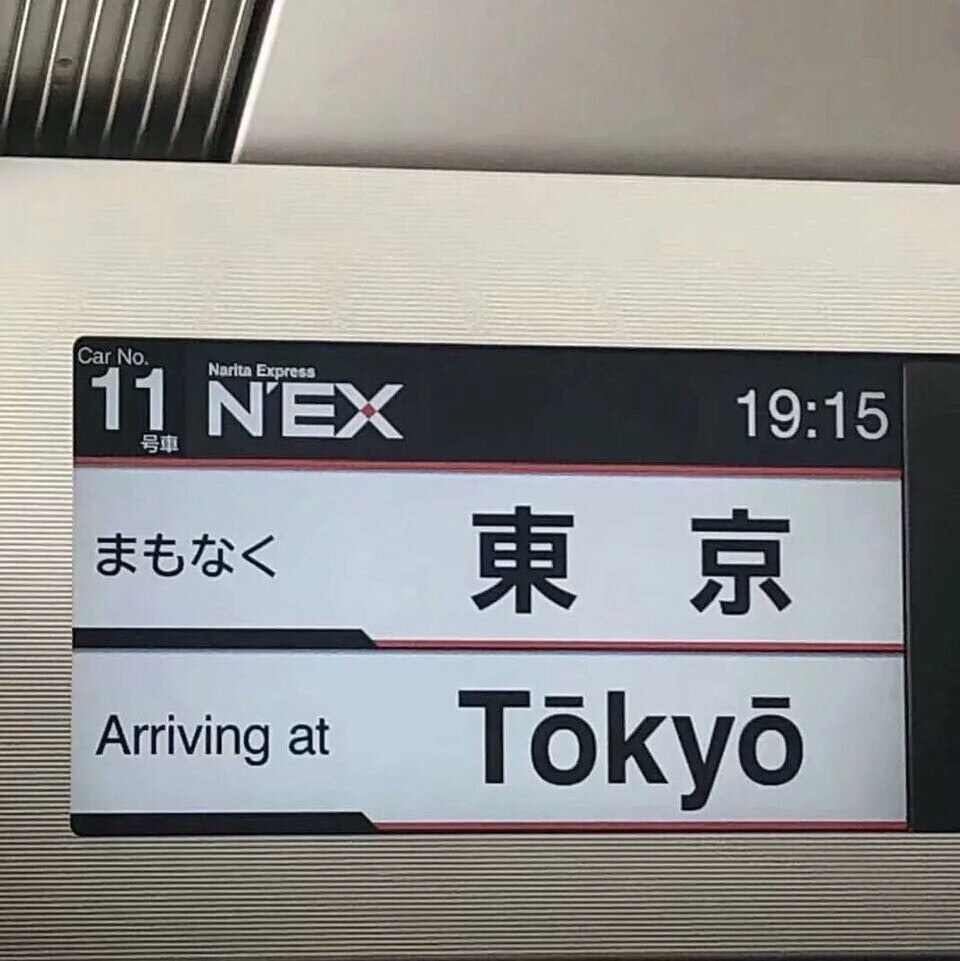 Car No.
11
号車
Narita Express
N'EX
19:15
まもなく
東京
Arriving at
Tōkyō